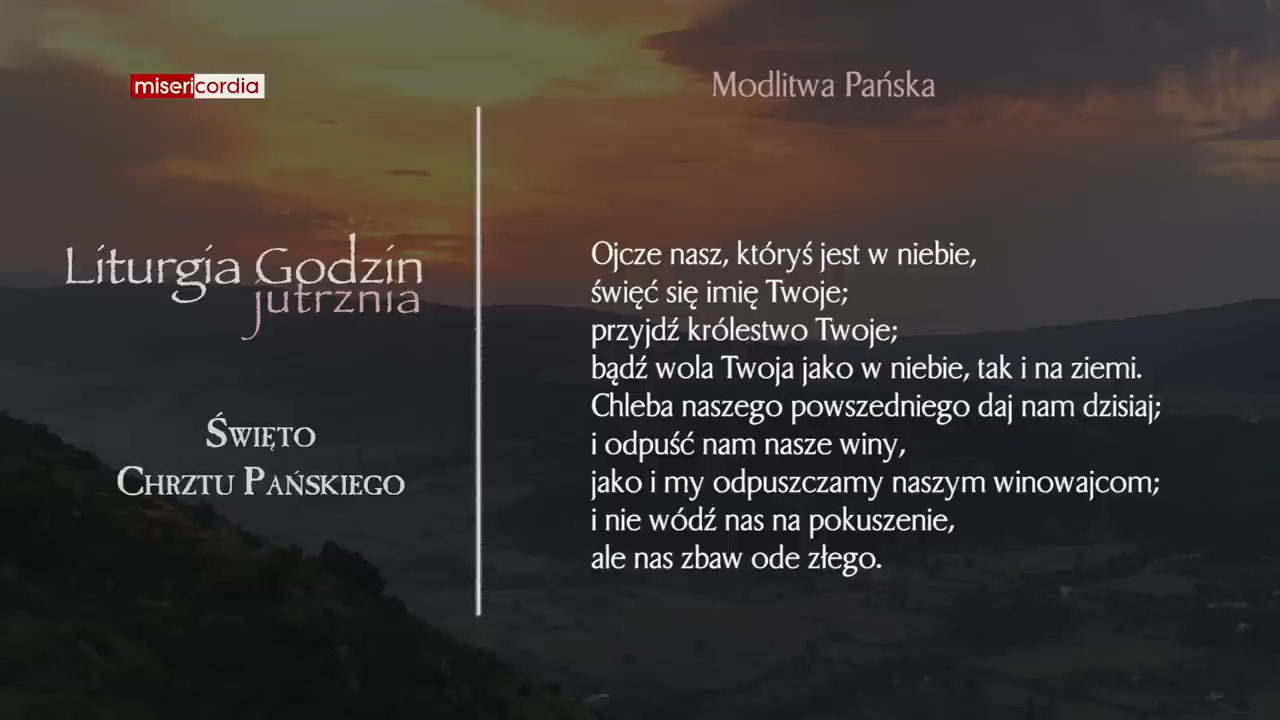 misericordia
Liturgia Godzin
jutrznia
Święto
Chrztu Pańskiego
Modlitwa Pańska
Ojcze nasz, któryś jest w niebie,
święć się imię Twoje;
przyjdź królestwo Twoje;
bądź wola Twoja jako w niebie, tak i na ziemi.
Chleba naszego powszedniego daj nam dzisiaj;
i odpuść nam nasze winy,
jako i my odpuszczamy naszym winowajcom;
i nie wódź nas na pokuszenie,
ale nas zbaw ode złego.